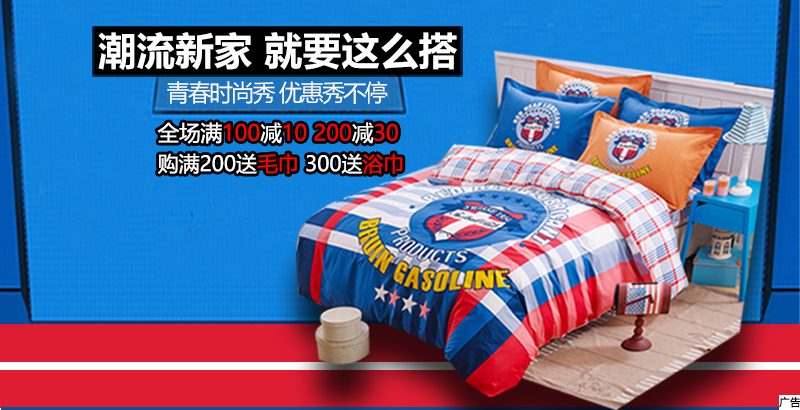 潮流新家 就要这么搭
青春时尚秀 优惠秀不停
全场满100减10 200减30
购满200送毛巾 300送浴巾
PRODUCTS
BRUIN GASOLINE
广告